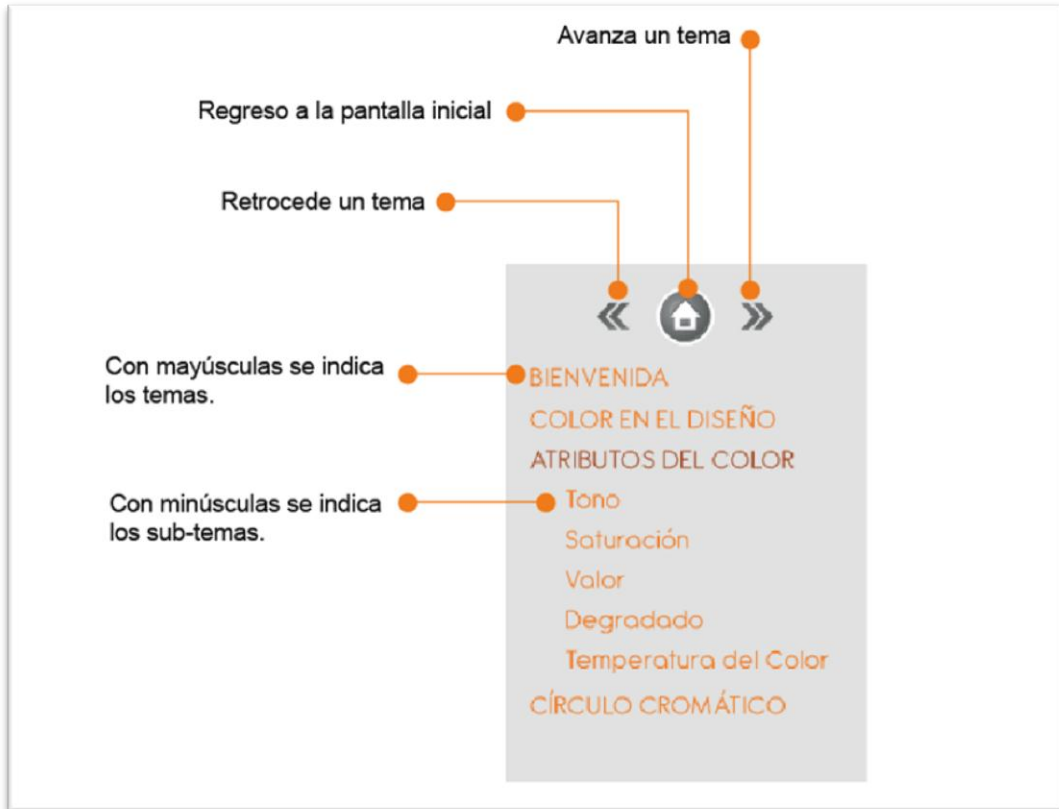 Avanza un tema
Regreso a la pantalla inicial
Retrocede un tema
Con mayúsculas se indica
los temas.
BIENVENIDA
COLOR EN EL DISEÑO
ATRIBUTOS DEL COLOR
Con minúsculas se indica
los sub-temas.
Tono
Saturación
Valor
Degradado
Temperatura del Color
CÍRCULO CROMÁTICO